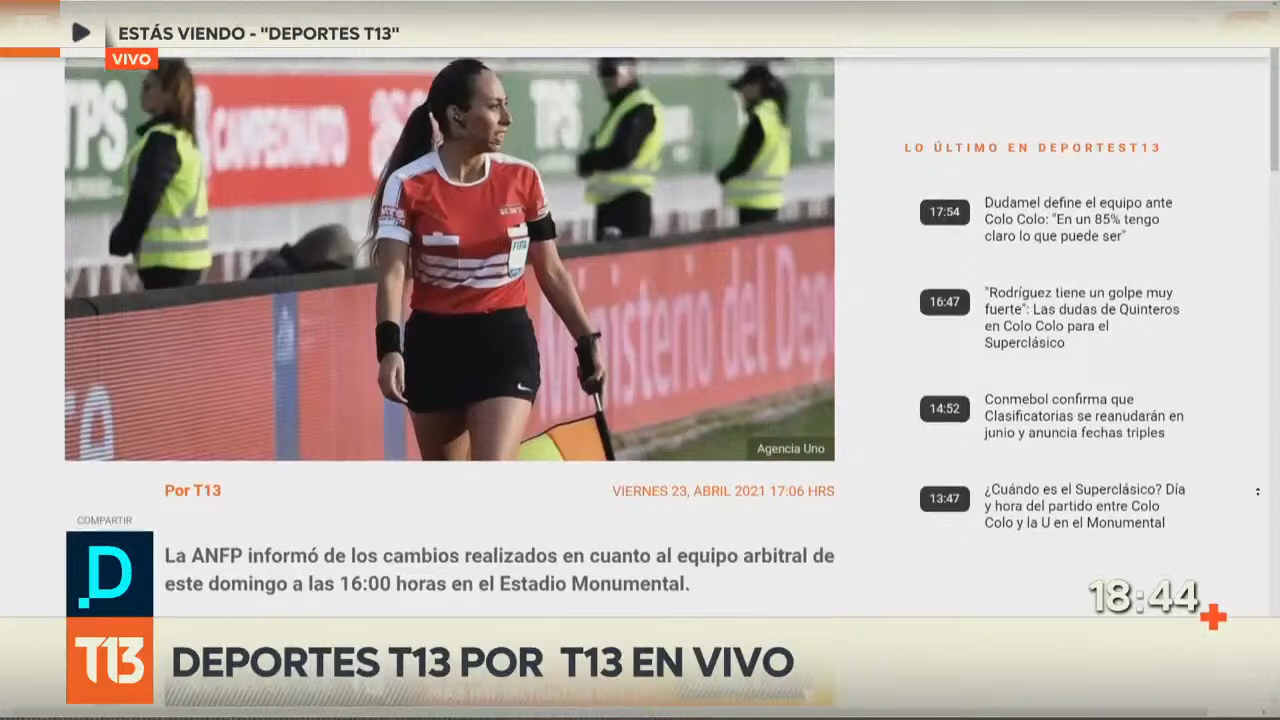 ESTÁS VIENDO - "DEPORTES T13"
VIVO
TPS
CAMPEONATO
TPS
FIFA
Ministerio del Depo
Agencia Uno
LO ÚLTIMO EN DEPORTEST13
17:54
Dudamel define el equipo ante
Colo Colo: "En un 85% tengo
claro lo que puede ser"
16:47
"Rodríguez tiene un golpe muy
fuerte": Las dudas de Quinteros
en Colo Colo para el
Superclásico
14:52
Conmebol confirma que
Clasificatorias se reanudarán en
junio y anuncia fechas triples
13:47
¿Cuándo es el Superclásico? Día
y hora del partido entre Colo
Colo y la U en el Monumental
Por T13
VIERNES 23, ABRIL 2021 17:06 HRS
COMPARTIR
La ANFP informó de los cambios realizados en cuanto al equipo arbitral de
este domingo a las 16:00 horas en el Estadio Monumental.
D
18:44
T13
DEPORTES T13 POR T13 EN VIVO